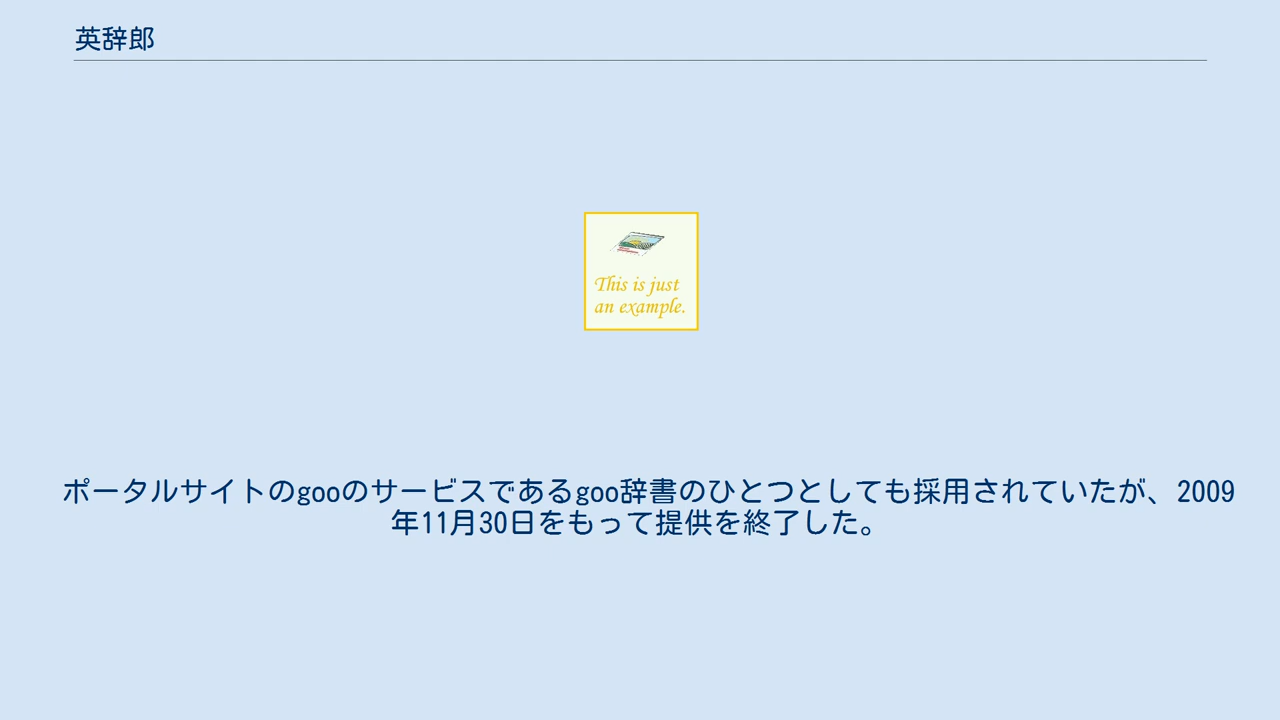 英辞郎
This is just
an example.
ポータルサイトのgooのサービスであるgoo辞書のひとつとしても採用されていたが、2009
年11月30日をもって提供を終了した。